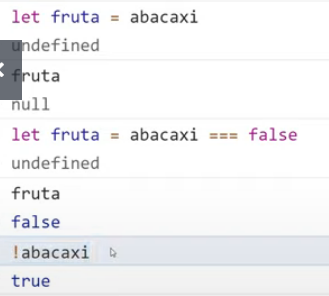 let fruta = abacaxi
undefined
fruta
null
let fruta = abacaxi === false
undefined
fruta
false
!abacaxi
true